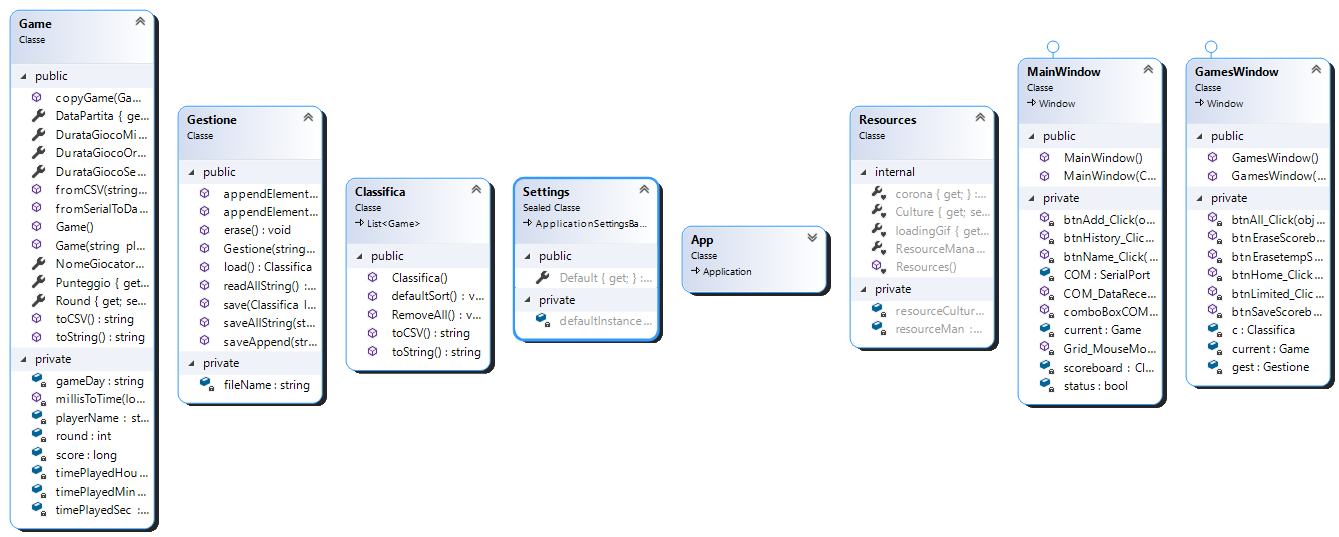 Game
Classe
public
copyGame(Ga...
DataPartita { ge...
DurataGiocoMi...
DurataGiocoOr...
DurataGiocoSe...
fromCSV(string...
fromSerialToDa...
Game()
Game(string pl...
NomeGiocator...
Punteggio { get...
Round { get; se...
toCSV() : string
toString() : string
private
gameDay : string
millisToTime(lo...
playerName : st...
round : int
score : long
timePlayedHou...
timePlayedMin...
timePlayedSec :...
Gestione
Classe
public
appendElement...
appendElement...
erase() : void
Gestione(string...
load() : Classifica
readAllString() :...
save(Classifica l...
saveAllString(st...
saveAppend(str...
private
fileName : string
Classifica
Classe
List<Game>
public
Classifica()
defaultSort() : v...
RemoveAll() : v...
toCSV() : string
toString() : string
Settings
Sealed Classe
ApplicationSettingsBa...
public
Default { get; } :...
private
defaultInstance...
App
Classe
Application
Resources
Classe
internal
corona { get; } :...
Culture { get; se...
loadingGif { get...
ResourceMana...
Resources()
private
resourceCultur...
resourceMan :...
MainWindow
Classe
Window
public
MainWindow()
MainWindow(C...
private
btnAdd_Click(o...
btnHistory_Clic...
btnName_Click(...
COM : SerialPort
COM_DataRece...
comboBoxCOM...
current : Game
Grid_MouseMo...
scoreboard : Cl...
status : bool
GamesWindow
Classe
Window
public
GamesWindow()
GamesWindow(...
private
btnAll_Click(obj...
btnEraseScoreb...
btnErasetempS...
btnHome_Click...
btnLimited_Clic...
btnSaveScoreb...
c : Classifica
current : Game
gest : Gestione